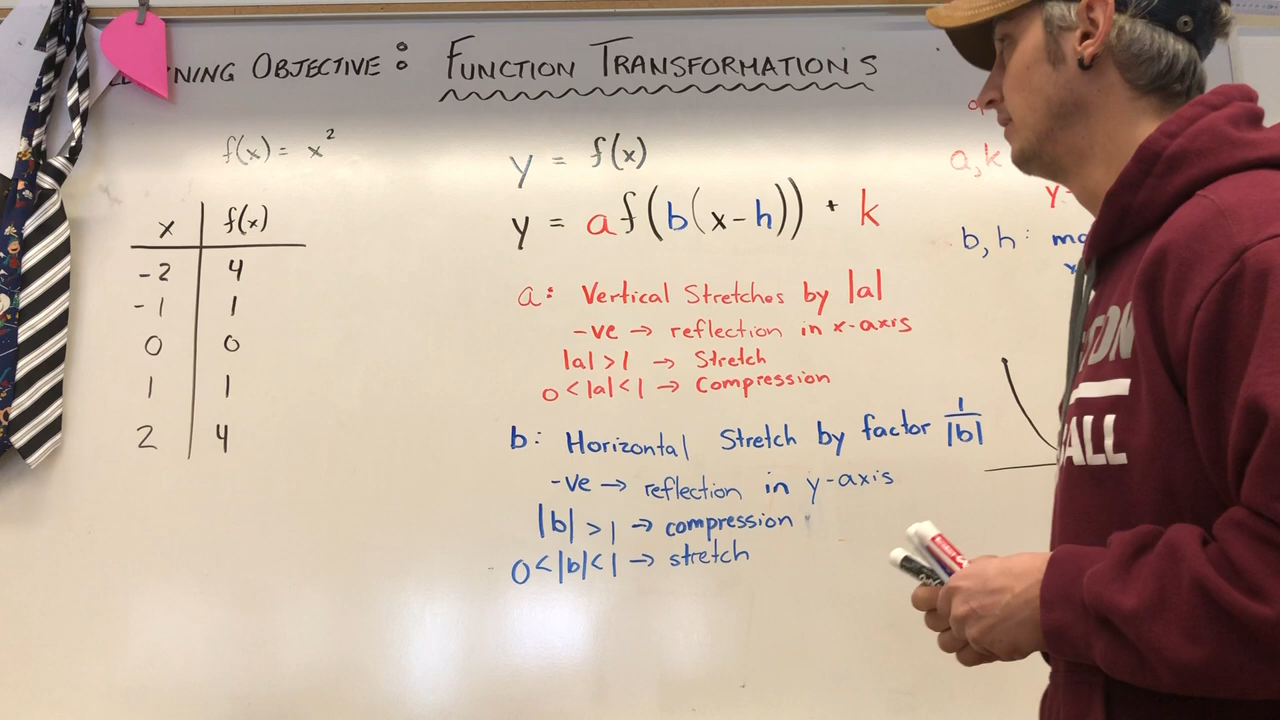 NING OBJECTIVE: FUNCTION TRANSFORMATIONS
f(x) = x²
x | f(x)
-2 | 4
-1 | 1
0 | 0
1 | 1
2 | 4
y = f(x)
y = af(b(x-h)) + k
a: Vertical Stretches by |a|
-ve → reflection in x-axis
|a| > 1 → Stretch
0 < |a| < 1 → Compression
b: Horizontal Stretch by factor 1/|b|
-ve → reflection in y-axis
|b| > 1 → compression
0 < |b| < 1 → stretch
a, k
y-
b, h: